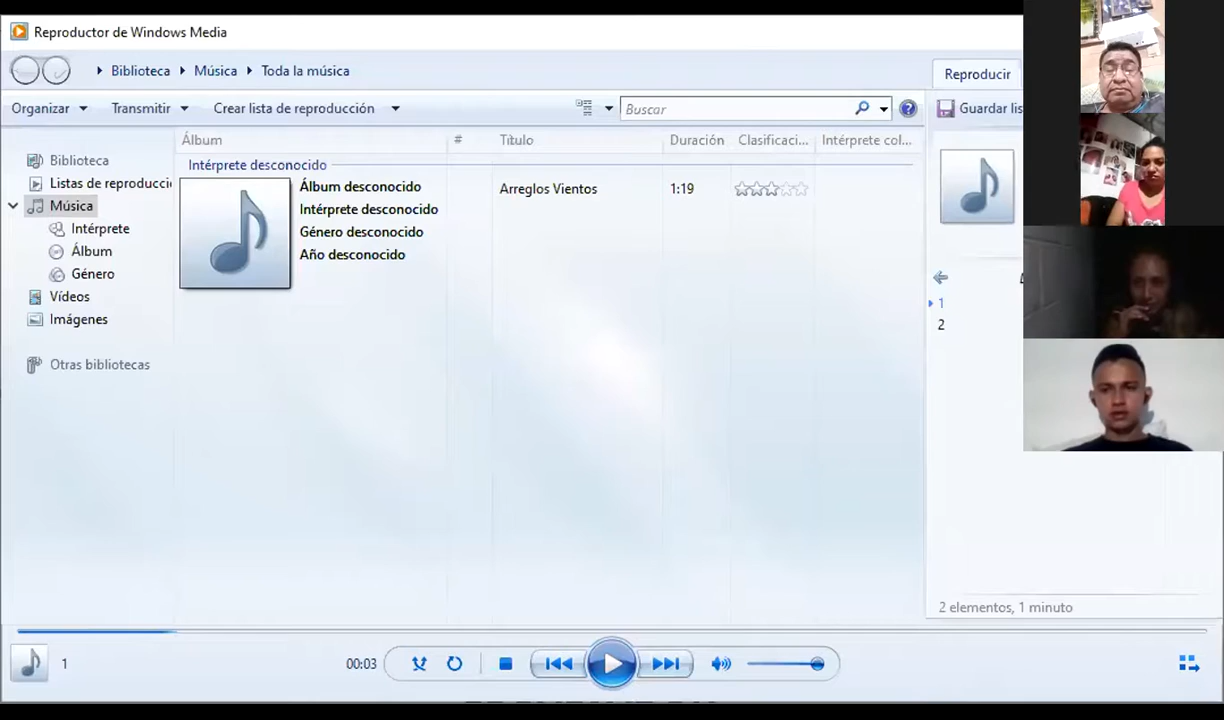 Reproductor de Windows Media
Biblioteca Música Toda la música
Reproducir
Organizar Transmitir Crear lista de reproducción
Buscar
Guardar lis
Álbum # Título Duración Clasificaci... Intérprete col...
Biblioteca
Listas de reproducci
Música
Intérprete
Álbum
Género
Vídeos
Imágenes
Otras bibliotecas
Intérprete desconocido
Álbum desconocido
Intérprete desconocido
Género desconocido
Año desconocido
Arreglos Vientos 1:19
1
2
2 elementos, 1 minuto
1
00:03